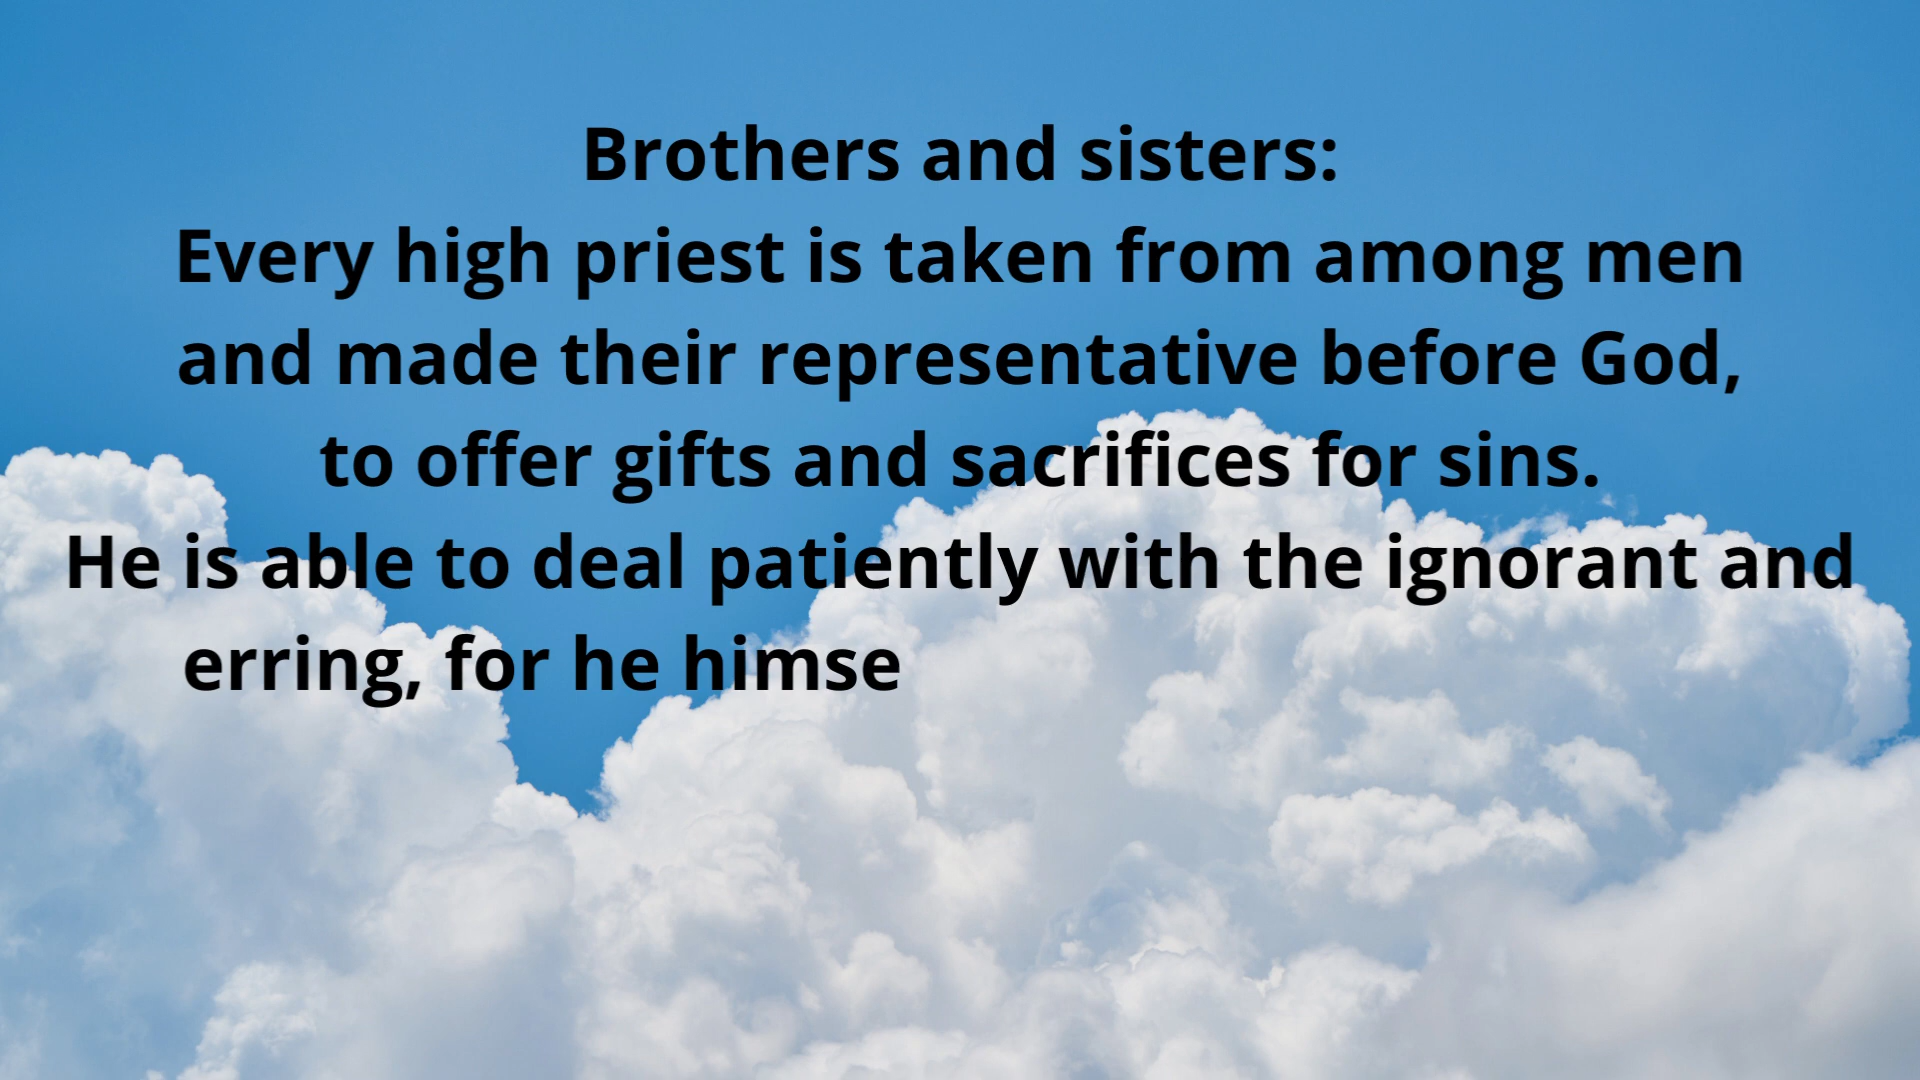 Brothers and sisters:
Every high priest is taken from among men
and made their representative before God,
to offer gifts and sacrifices for sins.
He is able to deal patiently with the ignorant and
erring, for he himse